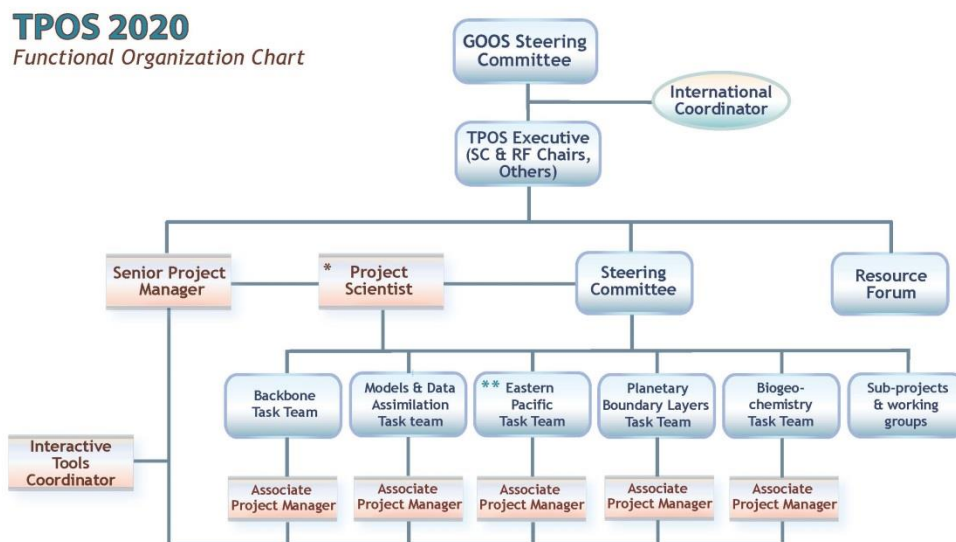 TPOS 2020
Functional Organization Chart
GOOS Steering
Committee
International
Coordinator
TPOS Executive
(SC & RF Chairs,
Others)
Senior Project
Manager
* Project
Scientist
Steering
Committee
Resource
Forum
Backbone
Task Team
Models & Data
Assimilation
Task team
** Eastern
Pacific
Task Team
Planetary
Boundary Layers
Task Team
Biogeo-
chemistry
Task Team
Sub-projects
& working
groups
Interactive
Tools
Coordinator
Associate
Project Manager
Associate
Project Manager
Associate
Project Manager
Associate
Project Manager
Associate
Project Manager